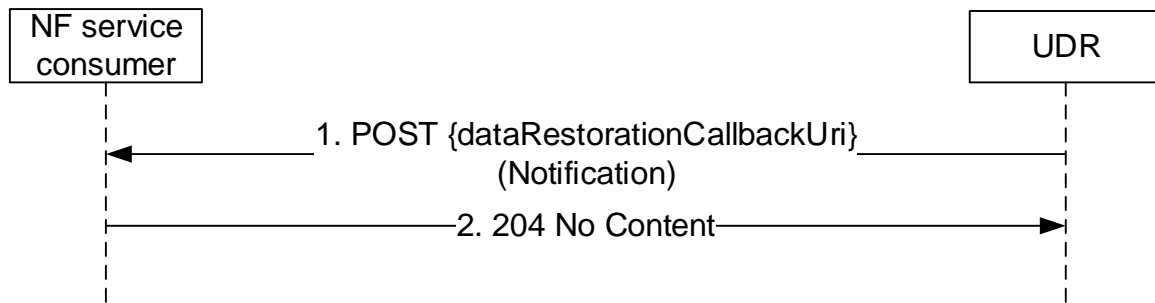 NF service
consumer
UDR
1. POST {dataRestorationCallbackUri}
(Notification)
2. 204 No Content